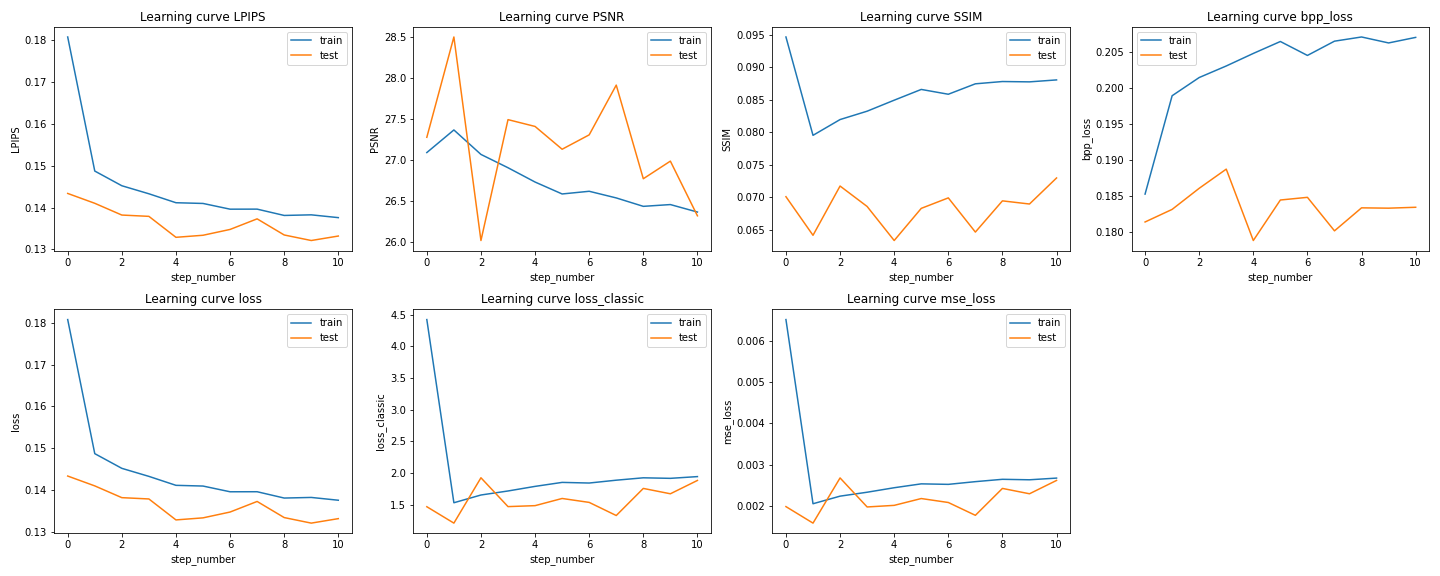 Learning curve LPIPS
LPIPS
0.18
0.17
0.16
0.15
0.14
0.13
0 2 4 6 8 10
step_number
train
test
Learning curve PSNR
PSNR
28.5
28.0
27.5
27.0
26.5
26.0
0 2 4 6 8 10
step_number
train
test
Learning curve SSIM
SSIM
0.095
0.090
0.085
0.080
0.075
0.070
0.065
0 2 4 6 8 10
step_number
train
test
Learning curve bpp_loss
bpp_loss
0.205
0.200
0.195
0.190
0.185
0.180
0 2 4 6 8 10
step_number
train
test
Learning curve loss
loss
0.18
0.17
0.16
0.15
0.14
0.13
0 2 4 6 8 10
step_number
train
test
Learning curve loss_classic
loss_classic
4.5
4.0
3.5
3.0
2.5
2.0
1.5
0 2 4 6 8 10
step_number
train
test
Learning curve mse_loss
mse_loss
0.006
0.005
0.004
0.003
0.002
0 2 4 6 8 10
step_number
train
test